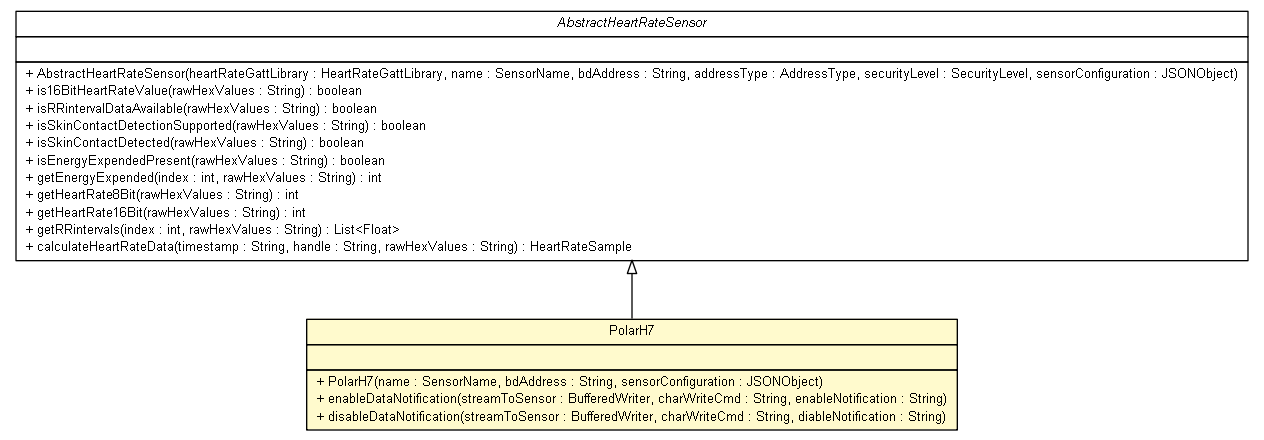 AbstractHeartRateSensor
+ AbstractHeartRateSensor(heartRateGattLibrary : HeartRateGattLibrary, name : SensorName, bdAddress : String, addressType : AddressType, securityLevel : SecurityLevel, sensorConfiguration : JSONObject)
+ is16BitHeartRateValue(rawHexValues : String) : boolean
+ isRRintervalDataAvailable(rawHexValues : String) : boolean
+ isSkinContactDetectionSupported(rawHexValues : String) : boolean
+ isSkinContactDetected(rawHexValues : String) : boolean
+ isEnergyExpendedPresent(rawHexValues : String) : boolean
+ getEnergyExpended(index : int, rawHexValues : String) : int
+ getHeartRate8Bit(rawHexValues : String) : int
+ getHeartRate16Bit(rawHexValues : String) : int
+ getRRintervals(index : int, rawHexValues : String) : List<Float>
+ calculateHeartRateData(timestamp : String, handle : String, rawHexValues : String) : HeartRateSample
PolarH7
+ PolarH7(name : SensorName, bdAddress : String, sensorConfiguration : JSONObject)
+ enableDataNotification(streamToSensor : BufferedWriter, charWriteCmd : String, enableNotification : String)
+ disableDataNotification(streamToSensor : BufferedWriter, charWriteCmd : String, diableNotification : String)